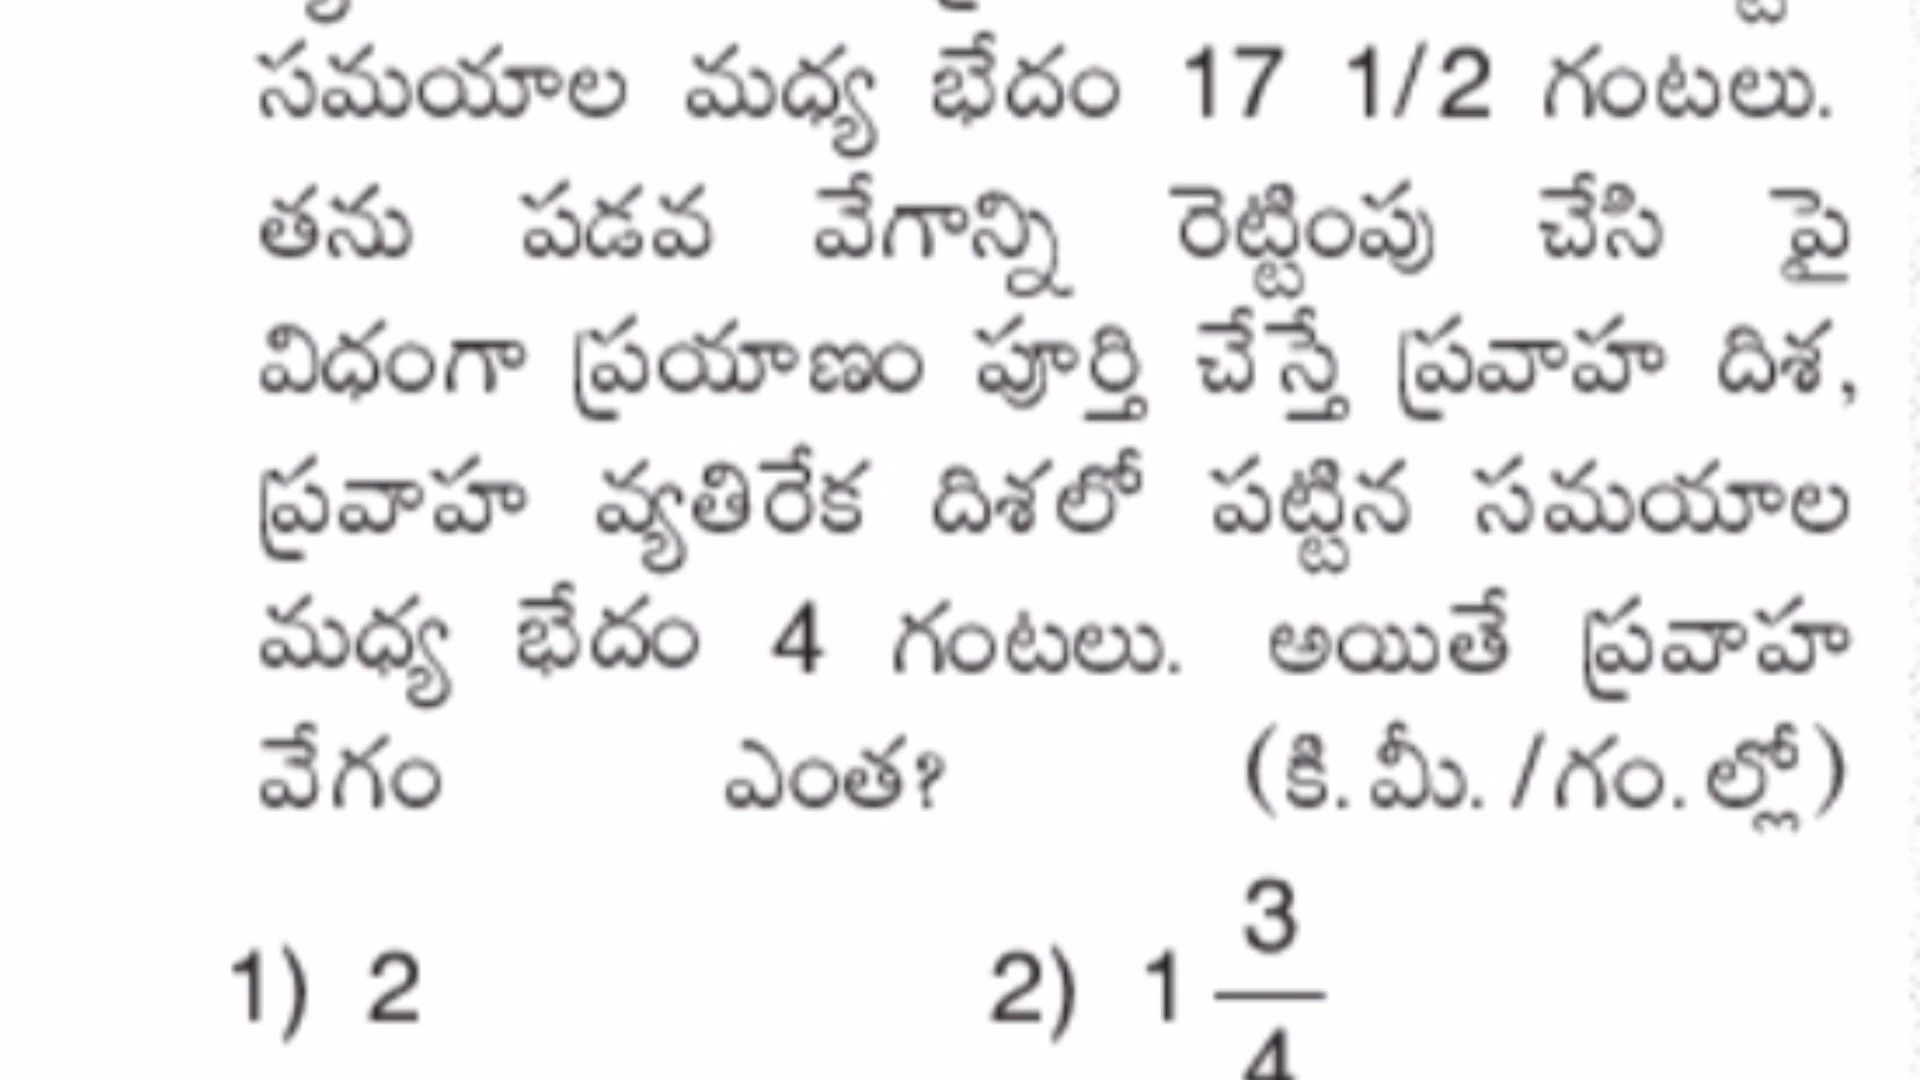 సమయాల మధ్య భేదం 17 1/2 గంటలు.
తను పడవ వేగాన్ని రెట్టింపు చేసి పై
విధంగా ప్రయాణం పూర్తి చేస్తే ప్రవాహ దిశ,
ప్రవాహ వ్యతిరేక దిశలో పట్టిన సమయాల
మధ్య భేదం 4 గంటలు. అయితే ప్రవాహ
వేగం ఎంత? (కి.మీ./గం.ల్లో)
1) 2 2) 1 3/4